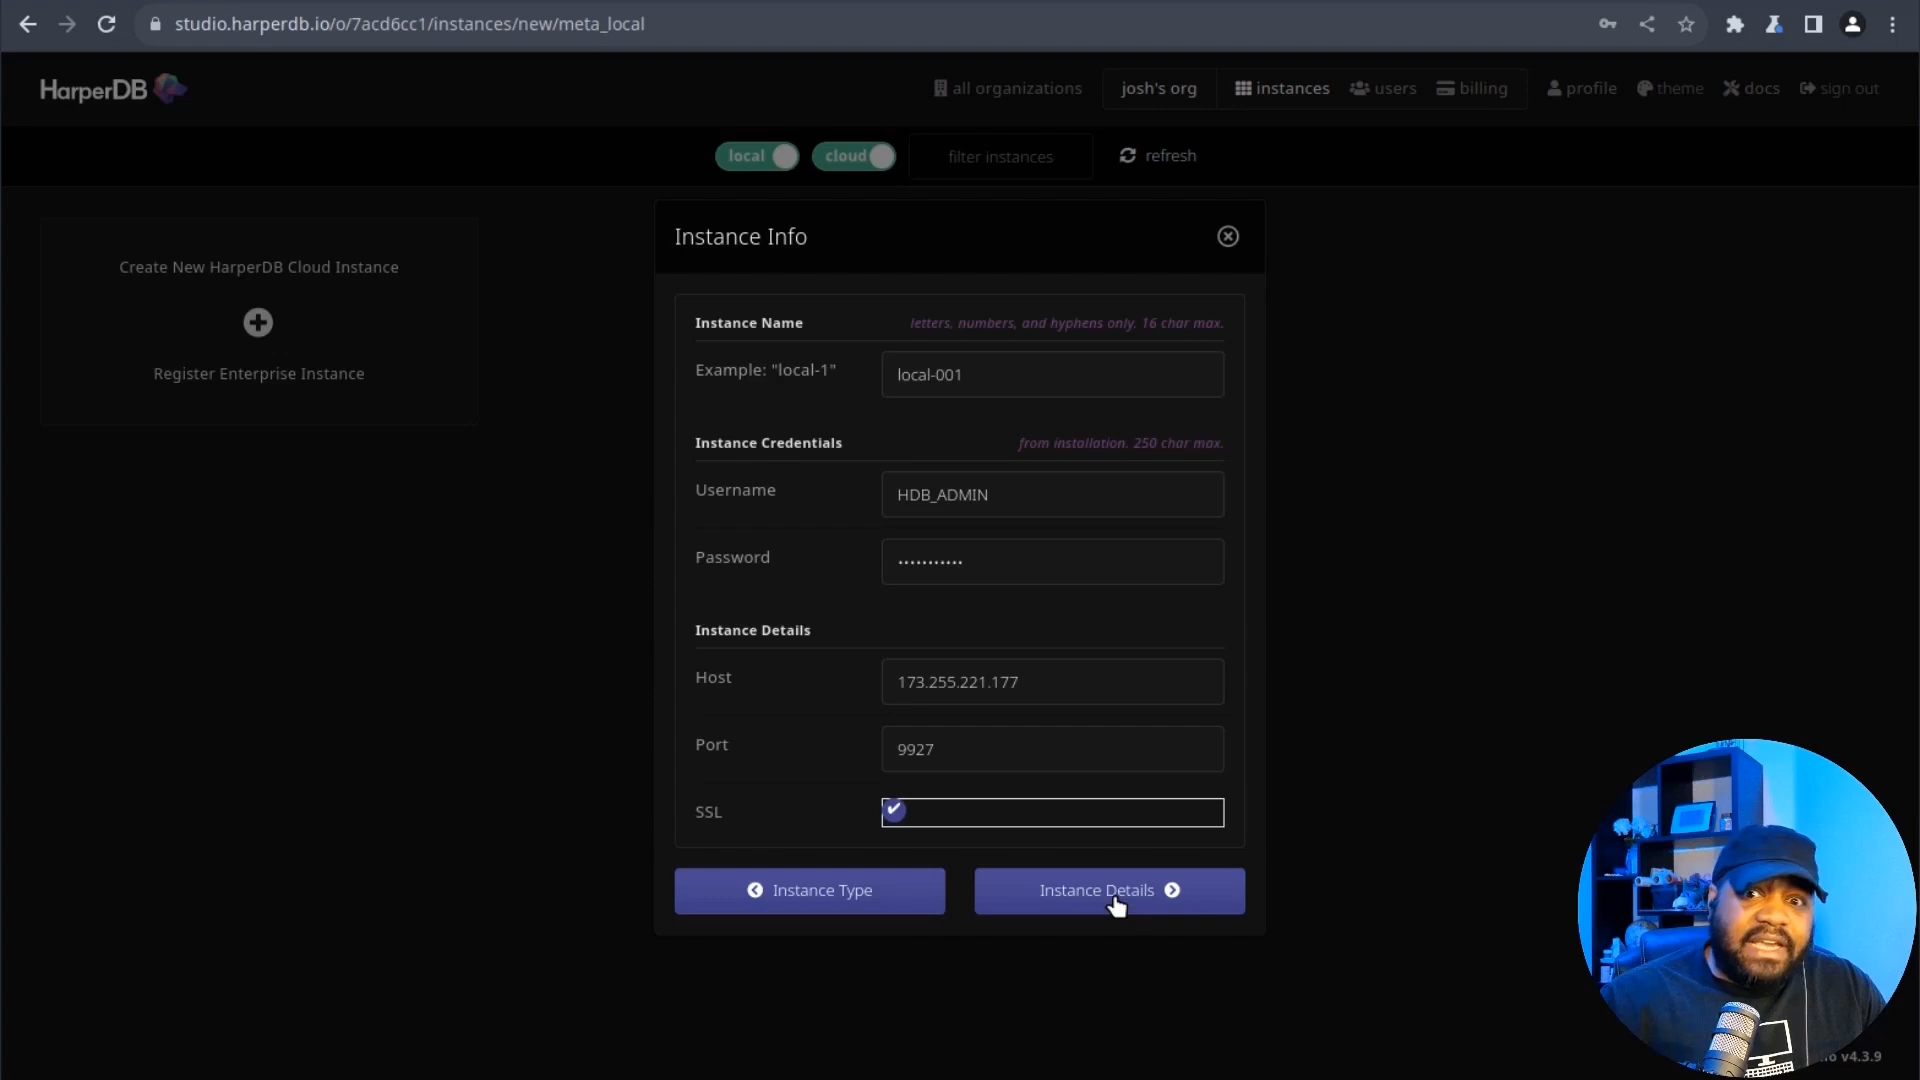 studio.harperdb.io/o/7acd6cc1/instances/new/meta_local
HarperDB
all organizations
josh's org
instances
users
billing
profile
theme
docs
sign out
local
cloud
filter instances
refresh
Create New HarperDB Cloud Instance
Register Enterprise Instance
Instance Info
Instance Name
letters, numbers, and hyphens only. 16 char max.
Example: "local-1"
local-001
Instance Credentials
from installation. 250 char max.
Username
HDB_ADMIN
Password
•••••••••••
Instance Details
Host
173.255.221.177
Port
9927
SSL
Instance Type
Instance Details
v4.3.9